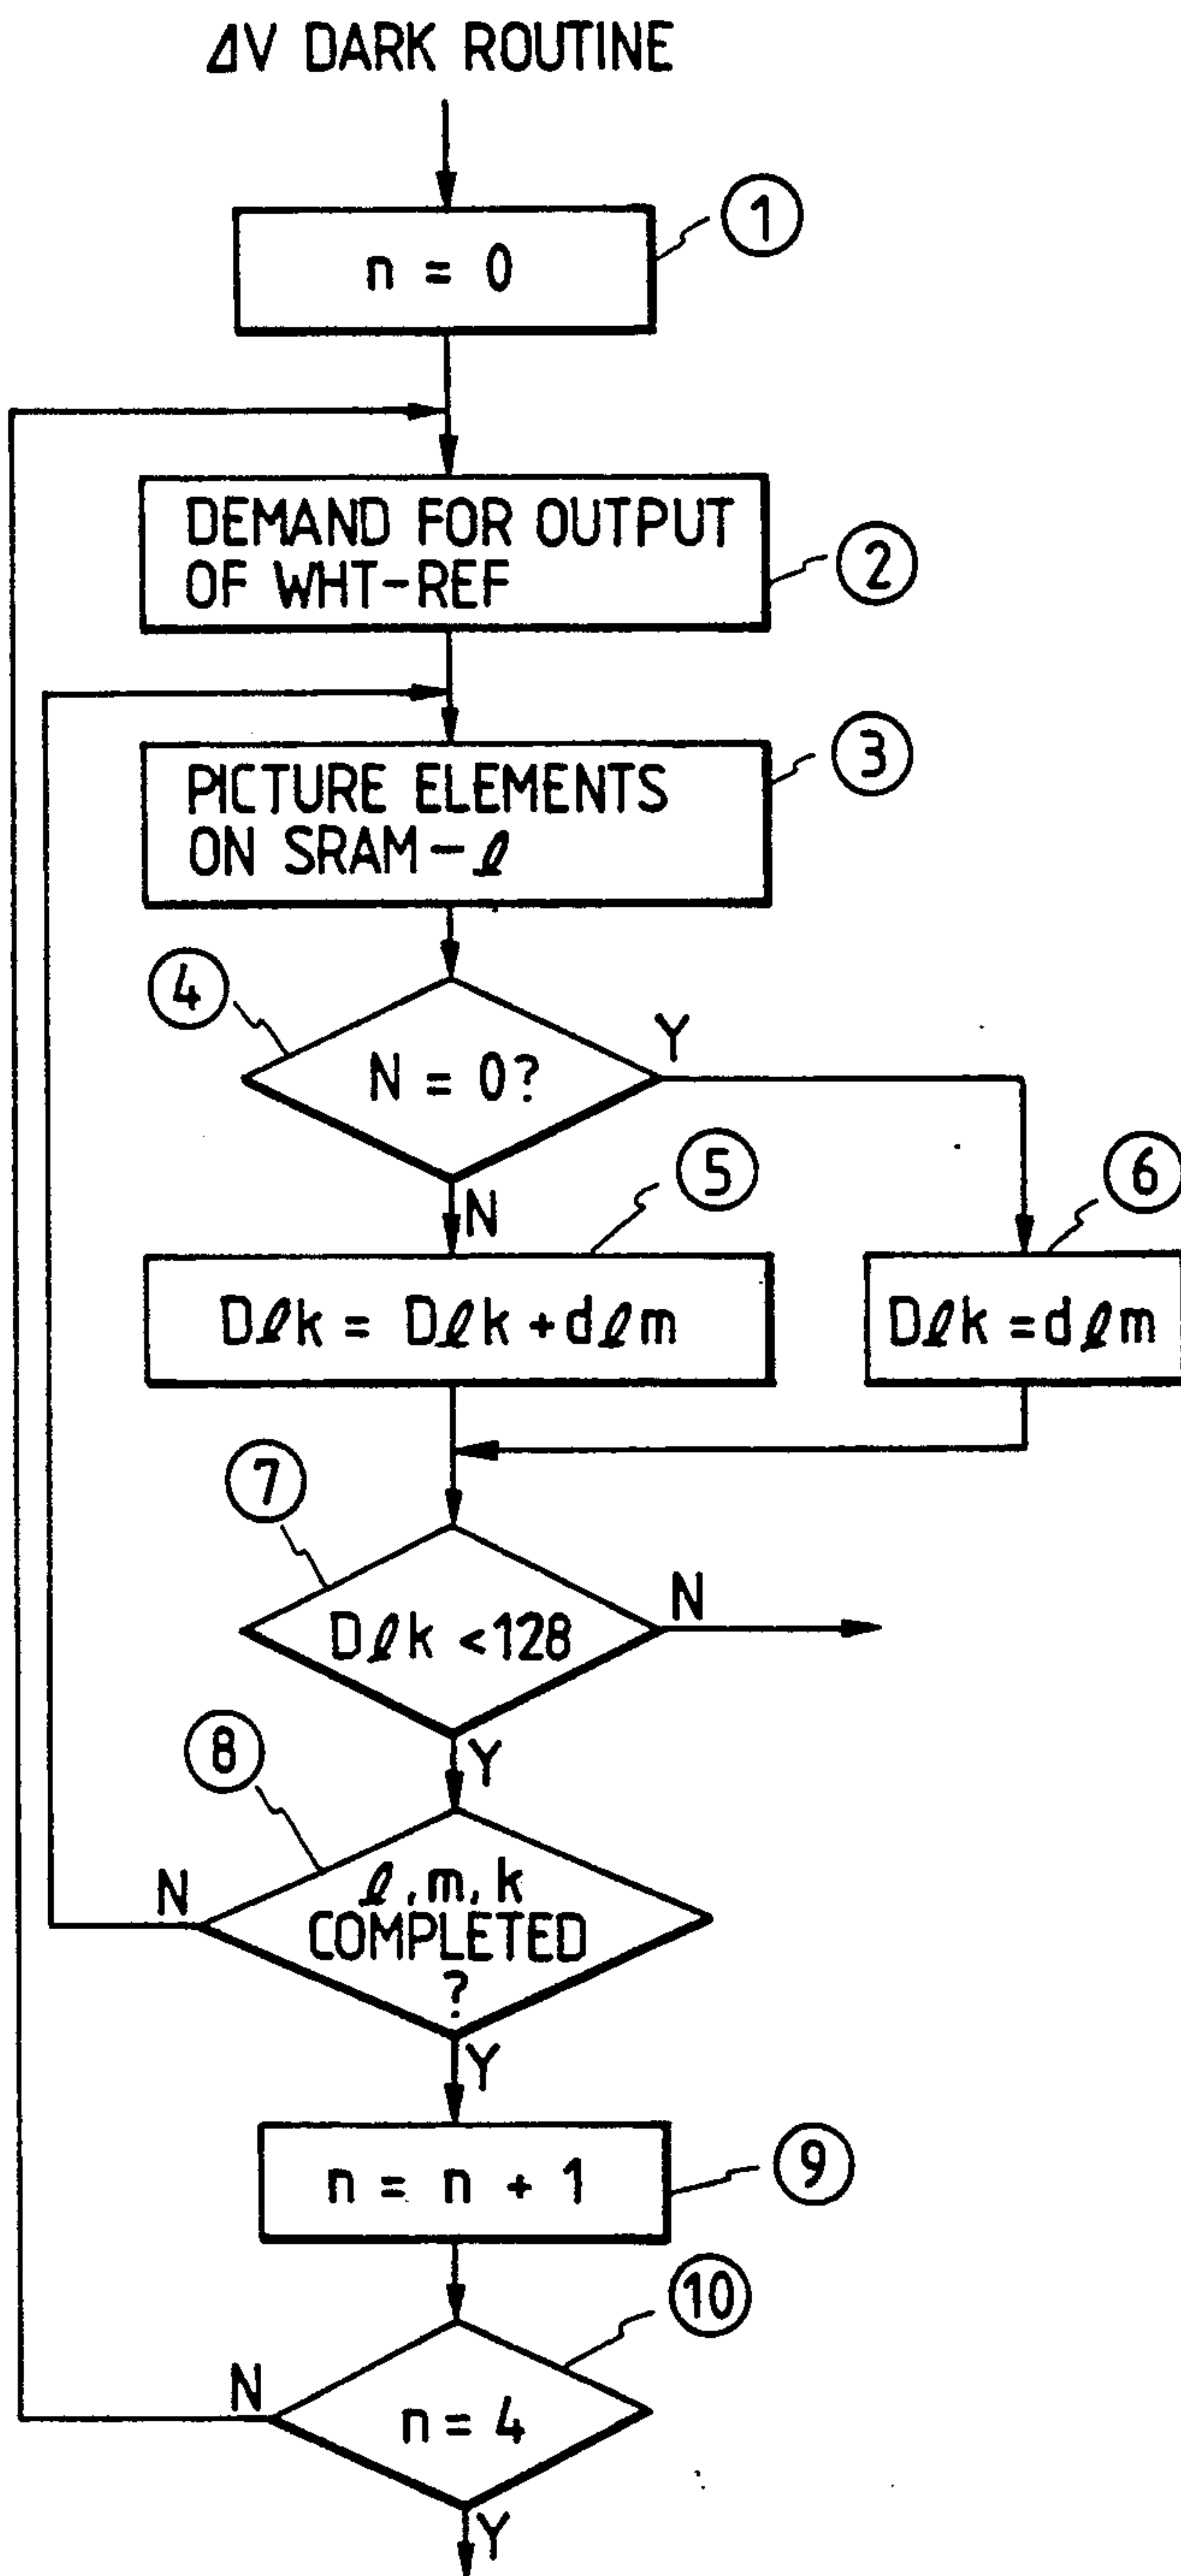 ΔV DARK ROUTINE
①
n = 0
DEMAND FOR OUTPUT
OF WHT-REF
②
③
PICTURE ELEMENTS
ON SRAM-ℓ
④
N = 0?
Y
N
⑤
⑥
Dℓk = Dℓk + dℓm
Dℓk = dℓm
⑦
Dℓk < 128
N
Y
⑧
ℓ, m, k
COMPLETED
?
N
Y
n = n + 1
⑨
⑩
n = 4
N
Y